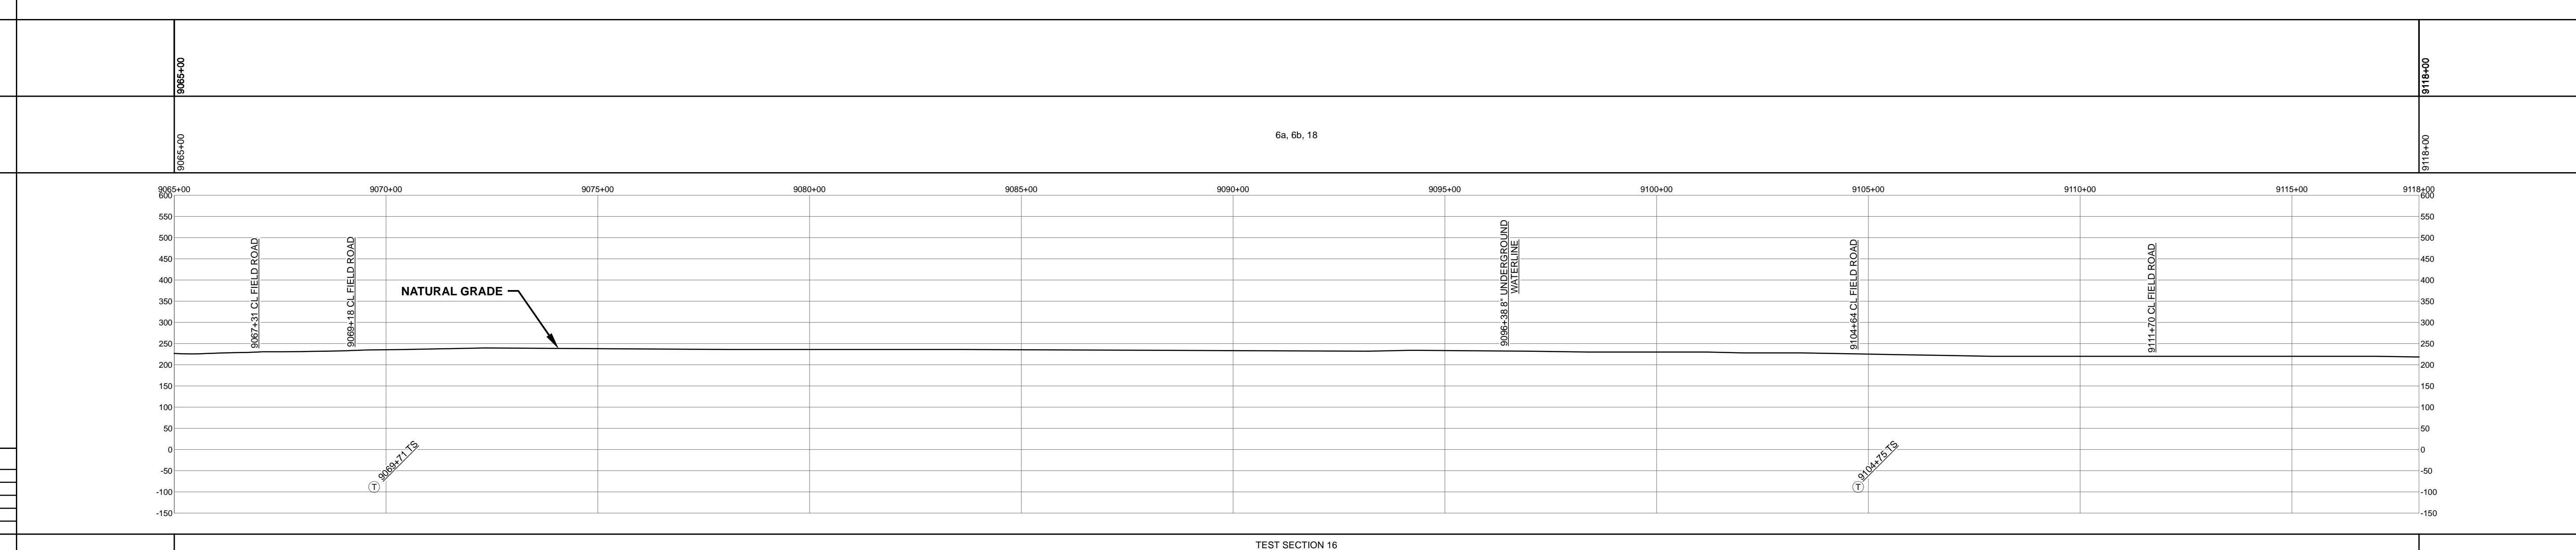 9065+00
9118+00
9065+00
6a, 6b, 18
9118+00
9065+00 9070+00 9075+00 9080+00 9085+00 9090+00 9095+00 9100+00 9105+00 9110+00 9115+00 9118+00
600 600
550 550
500 500
450 450
400 400
350 350
300 300
250 250
200 200
150 150
100 100
50 50
0 0
-50 -50
-100 -100
-150 -150
9067+31 CL FIELD ROAD
9069+18 CL FIELD ROAD
NATURAL GRADE
9096+38 8" UNDERGROUND
WATERLINE
9104+64 CL FIELD ROAD
9111+70 CL FIELD ROAD
9069+71 TS
T
9104+75 TS
T
TEST SECTION 16